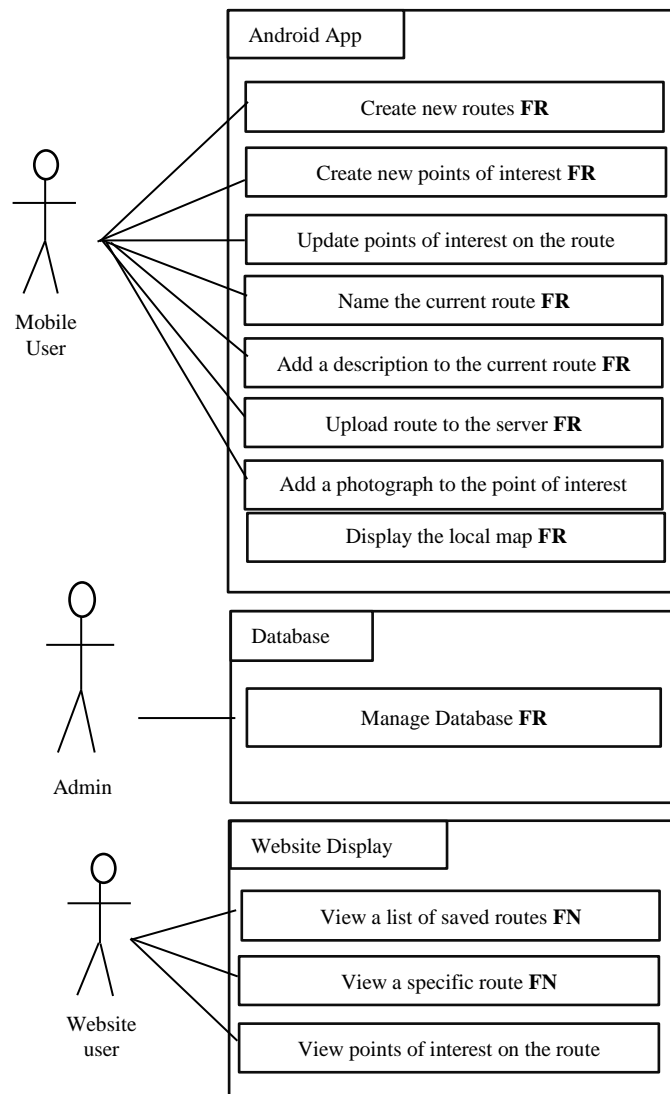 Android App
Create new routes FR
Create new points of interest FR
Update points of interest on the route
Name the current route FR
Add a description to the current route FR
Upload route to the server FR
Add a photograph to the point of interest
Display the local map FR
Mobile
User
Database
Manage Database FR
Admin
Website Display
View a list of saved routes FN
View a specific route FN
View points of interest on the route
Website
user